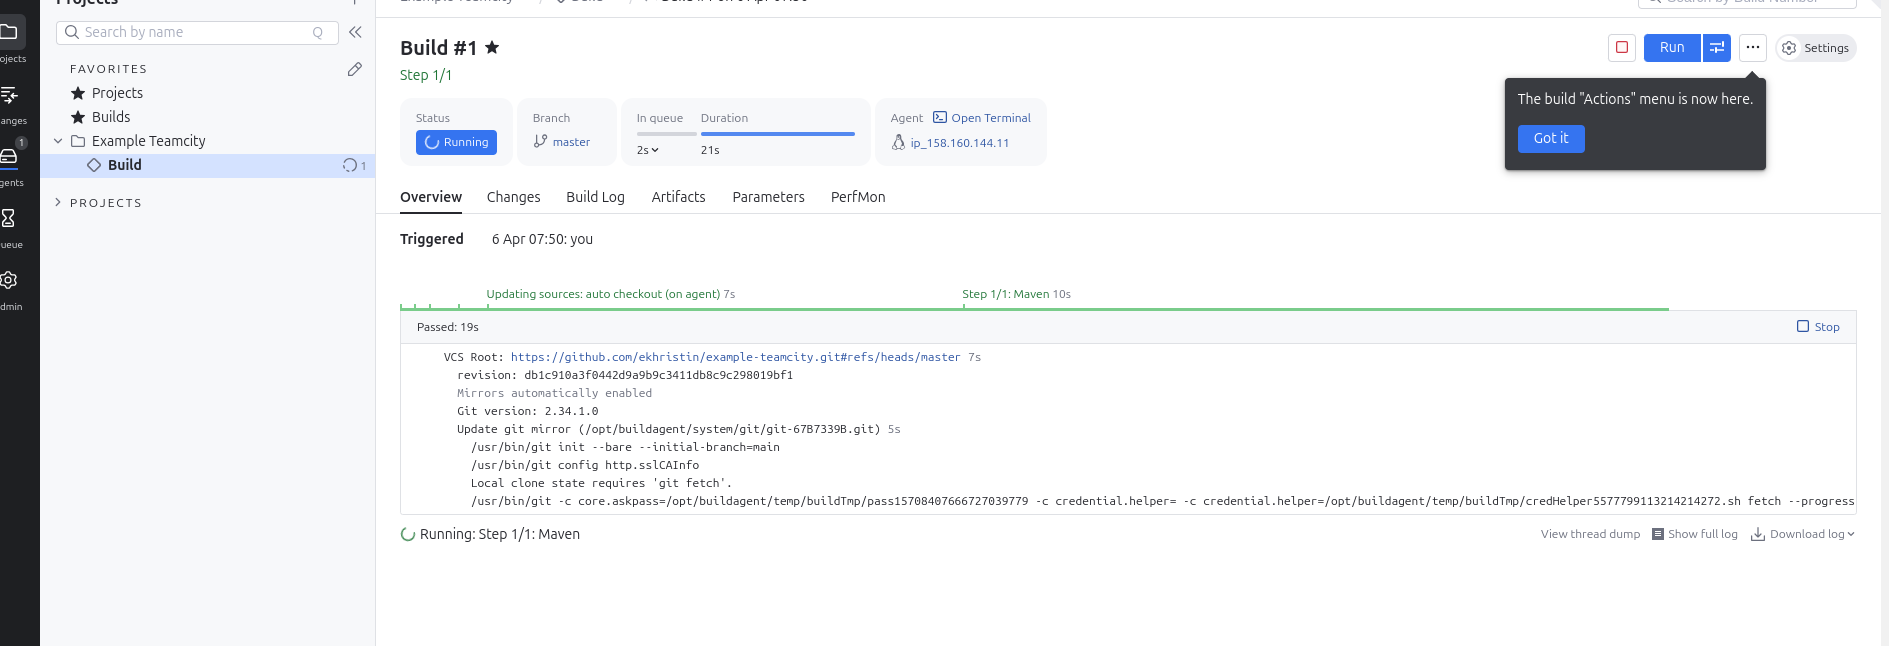 Projects
Search by name Q
FAVORITES
Projects
Builds
Example Teamcity
Build 1
PROJECTS
ojects
anges
1
gents
ueue
dmin
Build #1
Step 1/1
Run
Settings
The build "Actions" menu is now here.
Got it
Status
Running
Branch
master
In queue Duration
2s 21s
Agent Open Terminal
ip_158.160.144.11
Overview Changes Build Log Artifacts Parameters PerfMon
Triggered 6 Apr 07:50: you
Updating sources: auto checkout (on agent) 7s Step 1/1: Maven 10s
Passed: 19s Stop
VCS Root: https://github.com/ekhristin/example-teamcity.git#refs/heads/master 7s
revision: db1c910a3f0442d9a9b9c3411db8c9c298019bf1
Mirrors automatically enabled
Git version: 2.34.1.0
Update git mirror (/opt/buildagent/system/git/git-67B7339B.git) 5s
/usr/bin/git init --bare --initial-branch=main
/usr/bin/git config http.sslCAInfo
Local clone state requires 'git fetch'.
/usr/bin/git -c core.askpass=/opt/buildagent/temp/buildTmp/pass15708407666727039779 -c credential.helper= -c credential.helper=/opt/buildagent/temp/buildTmp/credHelper5577799113214214272.sh fetch --progress
Running: Step 1/1: Maven
View thread dump Show full log Download log